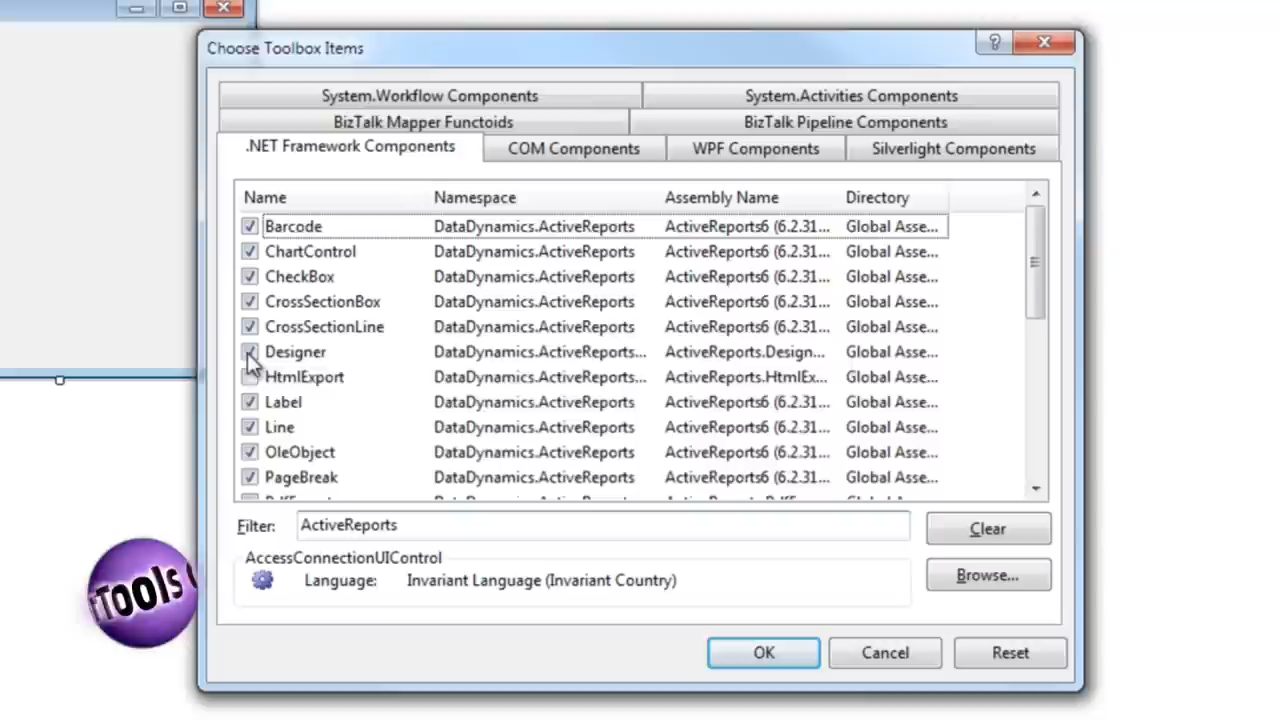 Choose Toolbox Items
System.Workflow Components System.Activities Components
BizTalk Mapper Functoids BizTalk Pipeline Components
.NET Framework Components COM Components WPF Components Silverlight Components
Name Namespace Assembly Name Directory
Barcode DataDynamics.ActiveReports ActiveReports6 (6.2.31... Global Asse...
ChartControl DataDynamics.ActiveReports ActiveReports6 (6.2.31... Global Asse...
CheckBox DataDynamics.ActiveReports ActiveReports6 (6.2.31... Global Asse...
CrossSectionBox DataDynamics.ActiveReports ActiveReports6 (6.2.31... Global Asse...
CrossSectionLine DataDynamics.ActiveReports ActiveReports6 (6.2.31... Global Asse...
Designer DataDynamics.ActiveReports... ActiveReports.Design... Global Asse...
HtmlExport DataDynamics.ActiveReports... ActiveReports.HtmlEx... Global Asse...
Label DataDynamics.ActiveReports ActiveReports6 (6.2.31... Global Asse...
Line DataDynamics.ActiveReports ActiveReports6 (6.2.31... Global Asse...
OleObject DataDynamics.ActiveReports ActiveReports6 (6.2.31... Global Asse...
PageBreak DataDynamics.ActiveReports ActiveReports6 (6.2.31... Global Asse...
Filter: ActiveReports Clear
AccessConnectionUIControl
Language: Invariant Language (Invariant Country) Browse...
OK Cancel Reset